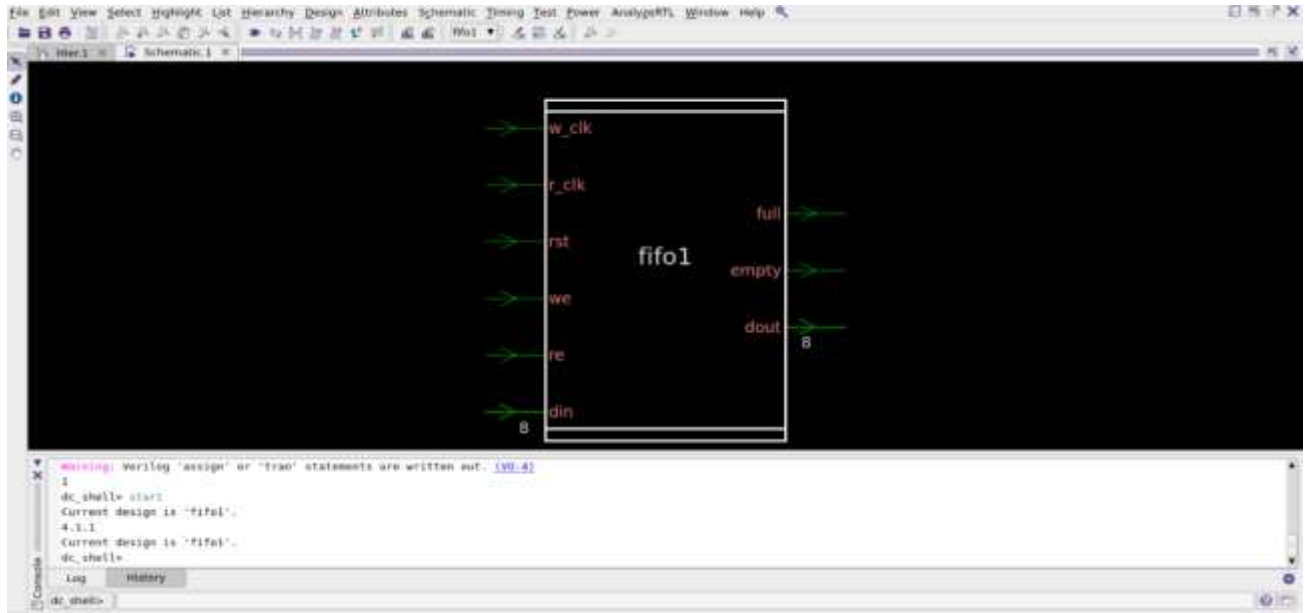 File Edit View Select Highlight List Hierarchy Design Attributes Schematic Timing Test Power AnalyzeRTL Window Help
fifo1
Hier.1 Schematic.1
w_clk
r_clk
full
rst
fifo1
empty
we
dout
8
re
din
8
Warning: Verilog 'assign' or 'tran' statements are written out. (VO-4)
1
dc_shell> start
Current design is 'fifo1'.
4.1.1
Current design is 'fifo1'.
dc_shell>
Console
Log History
dc_shell>